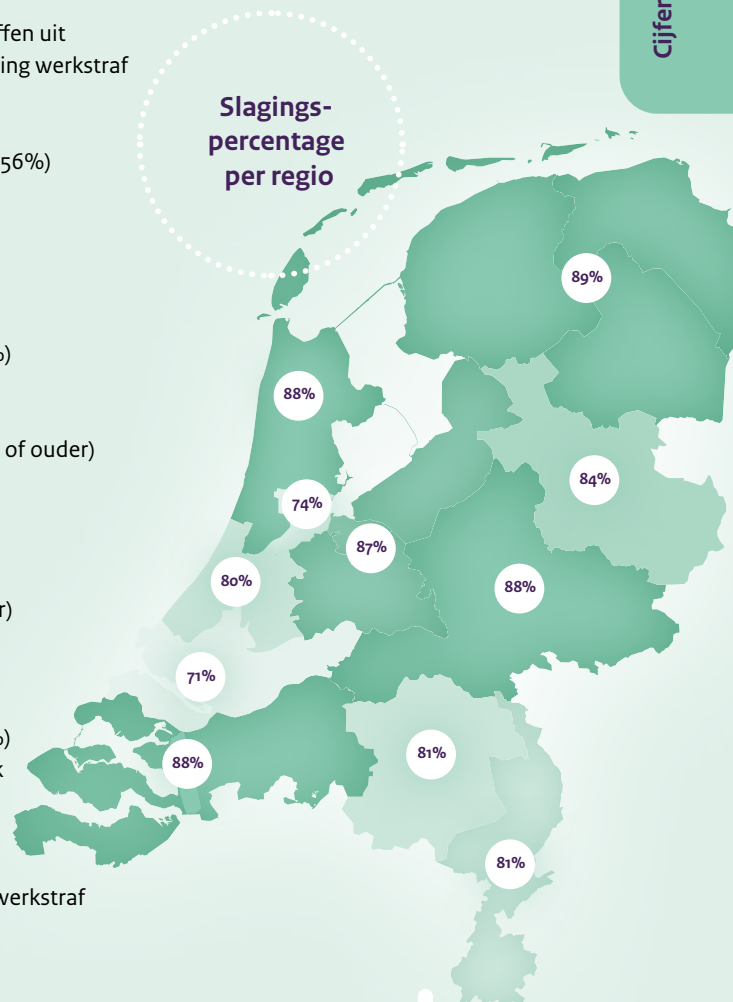 ffen uit
ing werkstraf
56%)
%)
of ouder)
r)
%)
k
verkstraf
Cijfer
Slagings-
percentage
per regio
89%
88%
84%
74%
87%
80%
88%
71%
81%
88%
81%